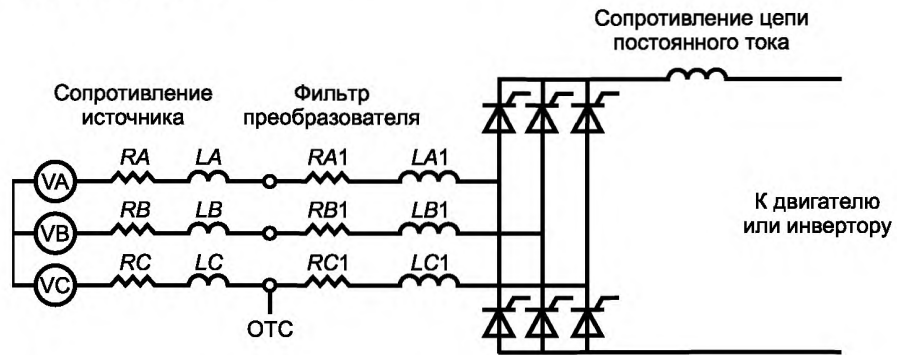 Сопротивление цепи
постоянного тока
Сопротивление
источника
Фильтр
преобразователя
VA RA LA RA1 LA1
VB RB LB RB1 LB1
VC RC LC RC1 LC1
ОТС
К двигателю
или инвертору